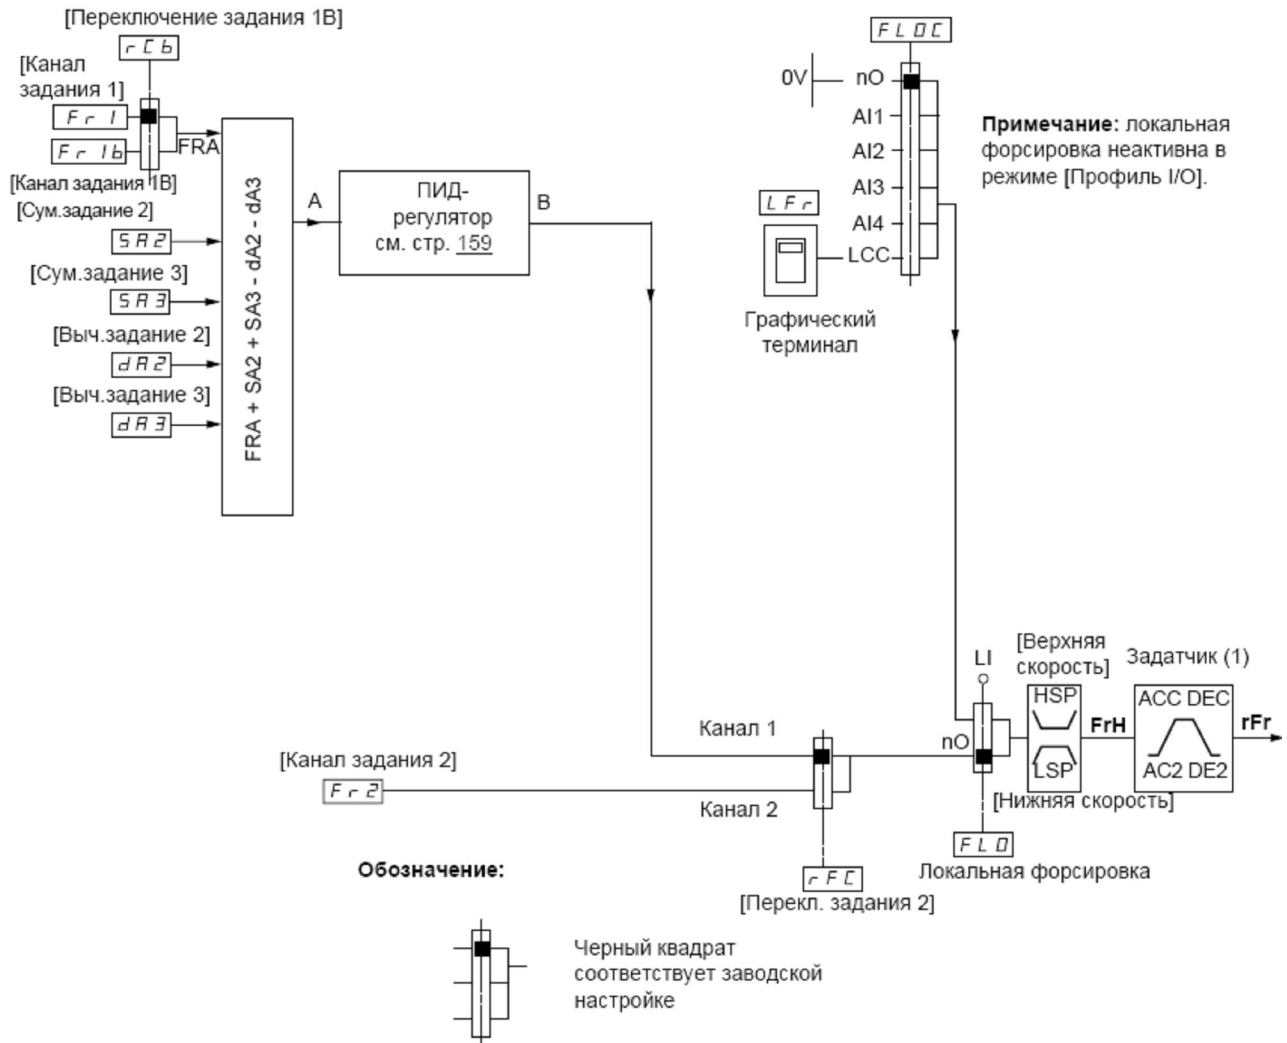 [Переключение задания 1B]
rCb
[Канал
задания 1]
Fr1
Fr1b
FRA
[Канал задания 1B]
[Сум.задание 2]
SA2
[Сум.задание 3]
SA3
[Выч.задание 2]
dA2
[Выч.задание 3]
dA3
FRA + SA2 + SA3 - dA2 - dA3
A
ПИД-
регулятор
см. стр. 159
B
FLOC
0V
nO
AI1
AI2
AI3
AI4
LCC
LFr
Графический
терминал
Примечание: локальная
форсировка неактивна в
режиме [Профиль I/O].
[Канал задания 2]
Fr2
Канал 1
Канал 2
rFC
[Перекл. задания 2]
LI
nO
FLO
Локальная форсировка
[Верхняя
скорость]
HSP
LSP
[Нижняя скорость]
FrH
Задатчик (1)
ACC DEC
AC2 DE2
rFr
Обозначение:
Черный квадрат
соответствует заводской
настройке